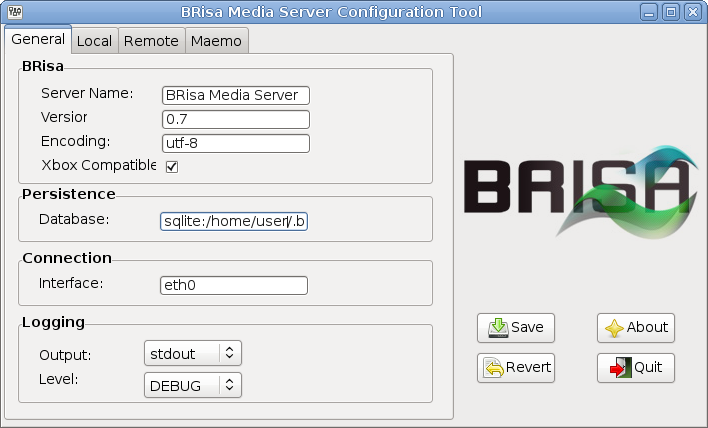 BRisa Media Server Configuration Tool
General Local Remote Maemo
BRisa
Server Name: BRisa Media Server
Version 0.7
Encoding: utf-8
Xbox Compatible
Persistence
Database: sqlite:/home/user/.b
Connection
Interface: eth0
Logging
Output: stdout
Level: DEBUG
BRISA
Save About
Revert Quit